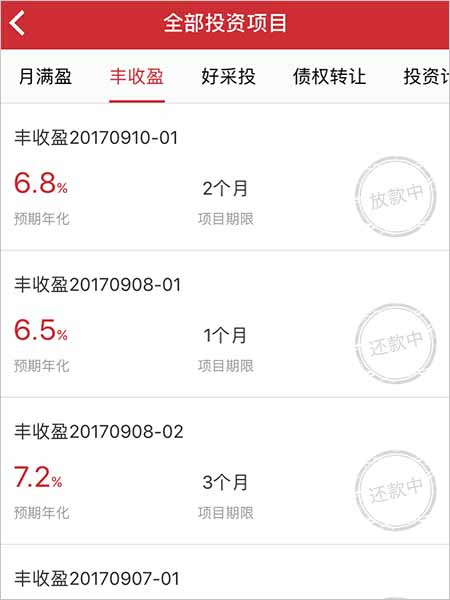 全部投资项目
月满盈 丰收盈 好采投 债权转让 投资计
丰收盈20170910-01
6.8% 2个月 放款中
预期年化 项目期限
丰收盈20170908-01
6.5% 1个月 还款中
预期年化 项目期限
丰收盈20170908-02
7.2% 3个月 还款中
预期年化 项目期限
丰收盈20170907-01